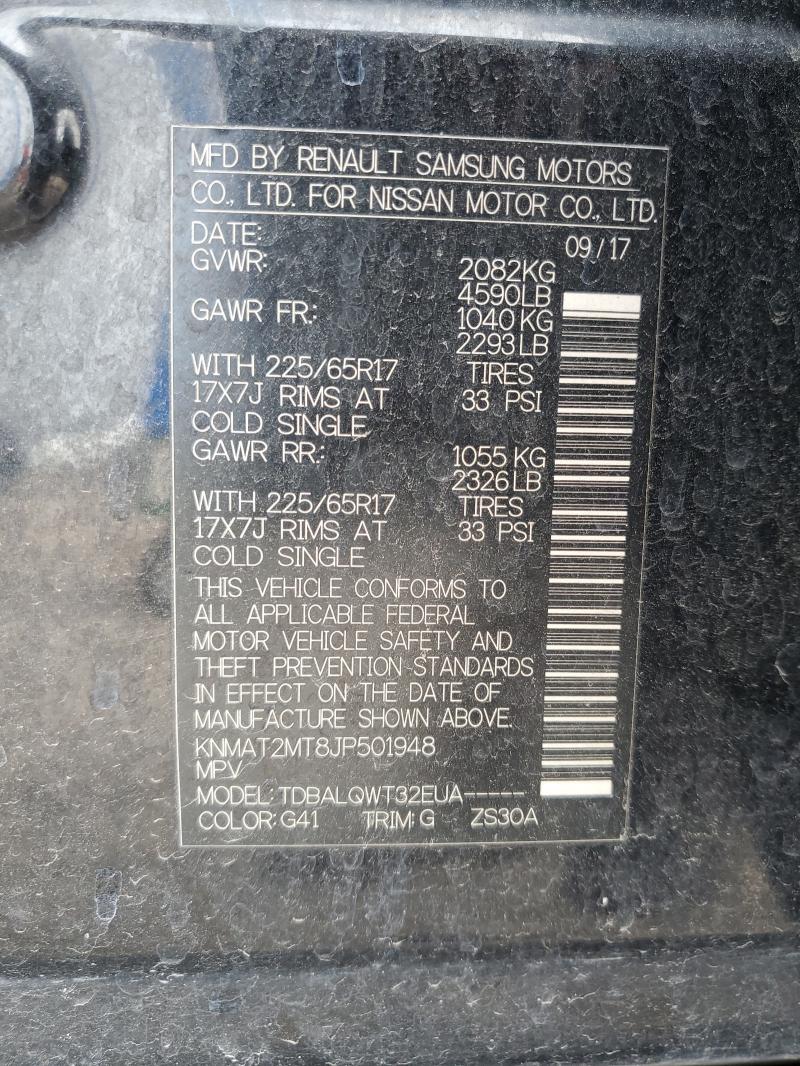 MFD BY RENAULT SAMSUNG MOTORS
CO., LTD. FOR NISSAN MOTOR CO., LTD.
DATE: 09/17
GVWR: 2082KG
4590LB
GAWR FR: 1040KG
2293LB
WITH 225/65R17 TIRES
17X7J RIMS AT 33 PSI
COLD SINGLE
GAWR RR: 1055KG
2326LB
WITH 225/65R17 TIRES
17X7J RIMS AT 33 PSI
COLD SINGLE
THIS VEHICLE CONFORMS TO
ALL APPLICABLE FEDERAL
MOTOR VEHICLE SAFETY AND
THEFT PREVENTION STANDARDS
IN EFFECT ON THE DATE OF
MANUFACTURE SHOWN ABOVE.
KNMAT2MT8JP501948
MPV
MODEL: TDBALQWT32EUA-----
COLOR: G41 TRIM: G ZS30A